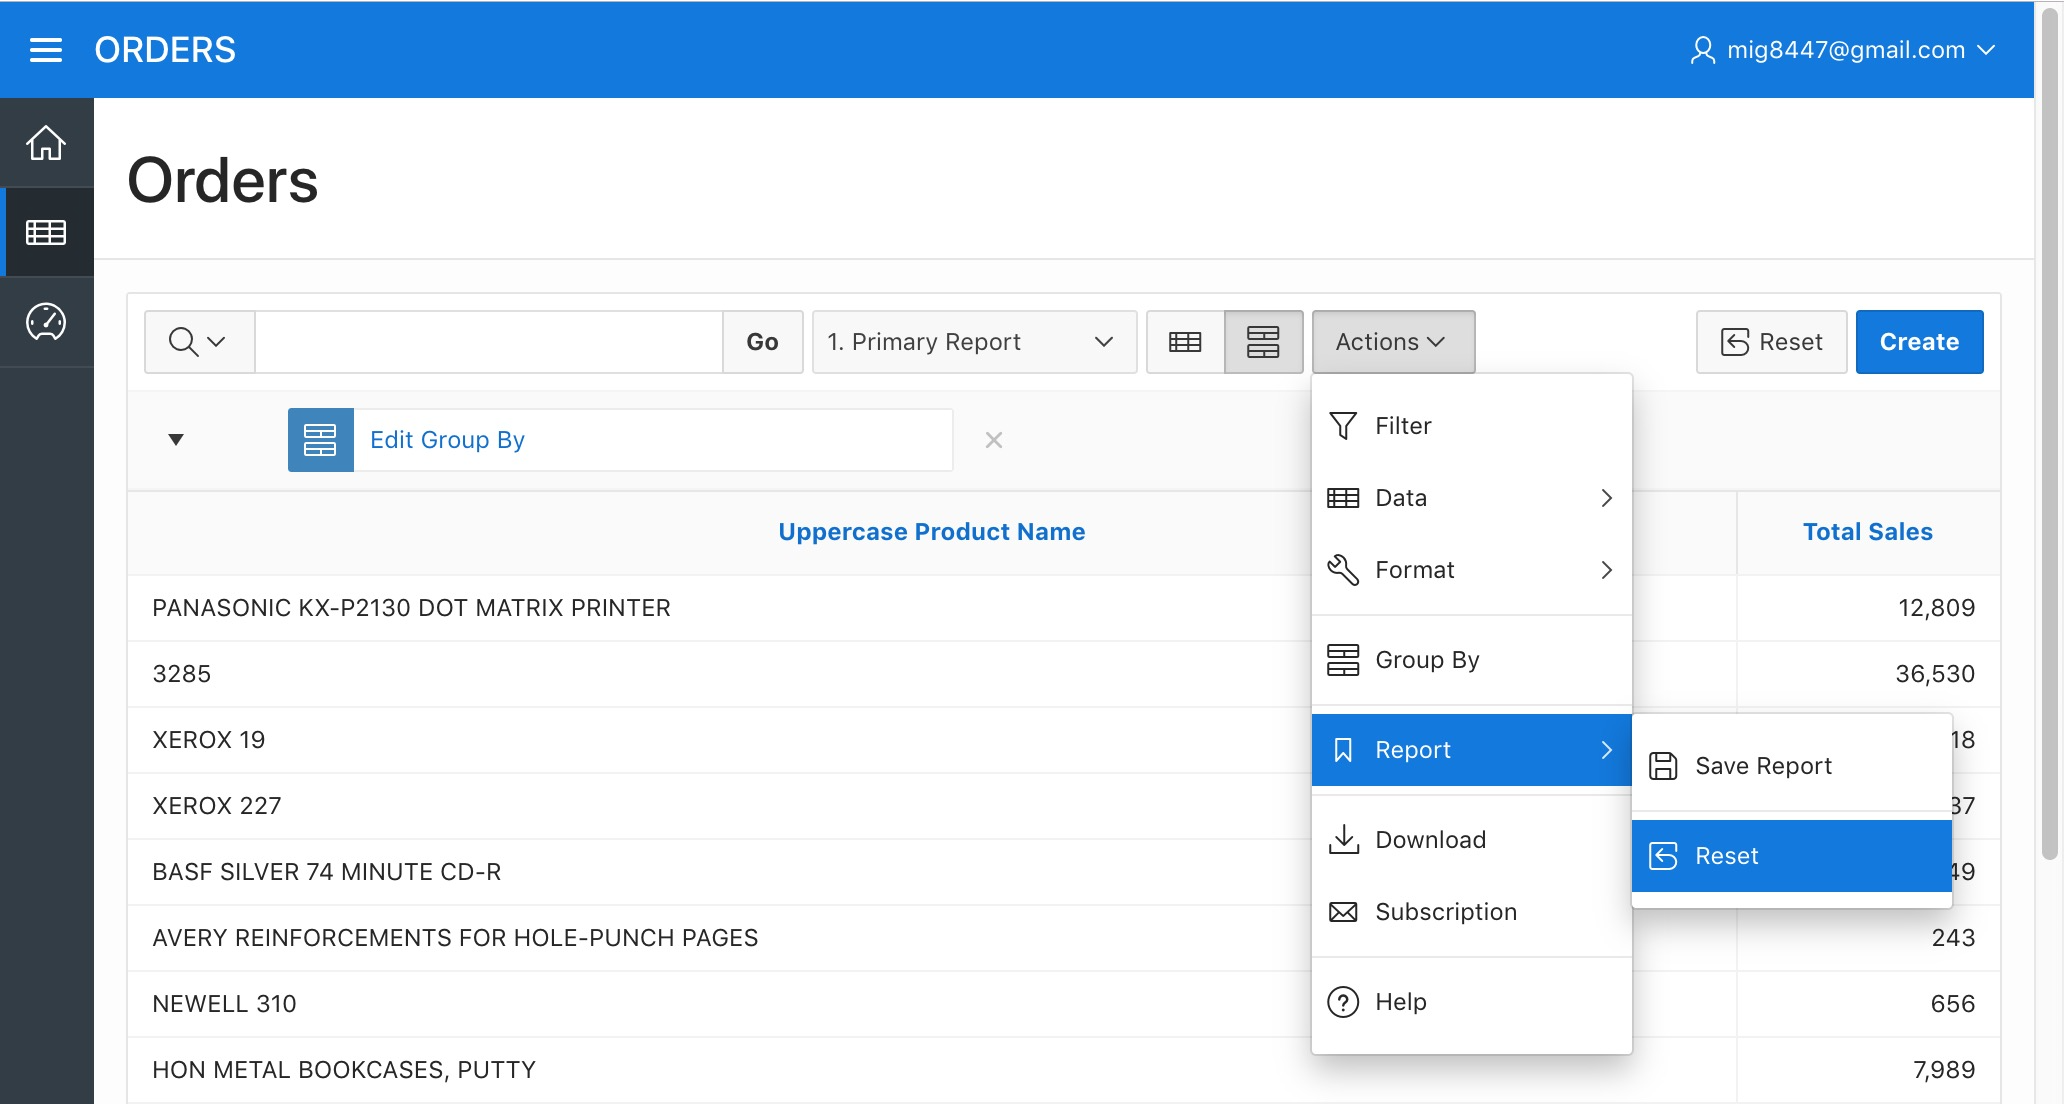 ORDERS
mig8447@gmail.com
Orders
Go
1. Primary Report
Actions
Reset
Create
Edit Group By
Uppercase Product Name
Total Sales
PANASONIC KX-P2130 DOT MATRIX PRINTER
12,809
3285
36,530
XEROX 19
18
XEROX 227
37
BASF SILVER 74 MINUTE CD-R
49
AVERY REINFORCEMENTS FOR HOLE-PUNCH PAGES
243
NEWELL 310
656
HON METAL BOOKCASES, PUTTY
7,989
Filter
Data
Format
Group By
Report
Download
Subscription
Help
Save Report
Reset